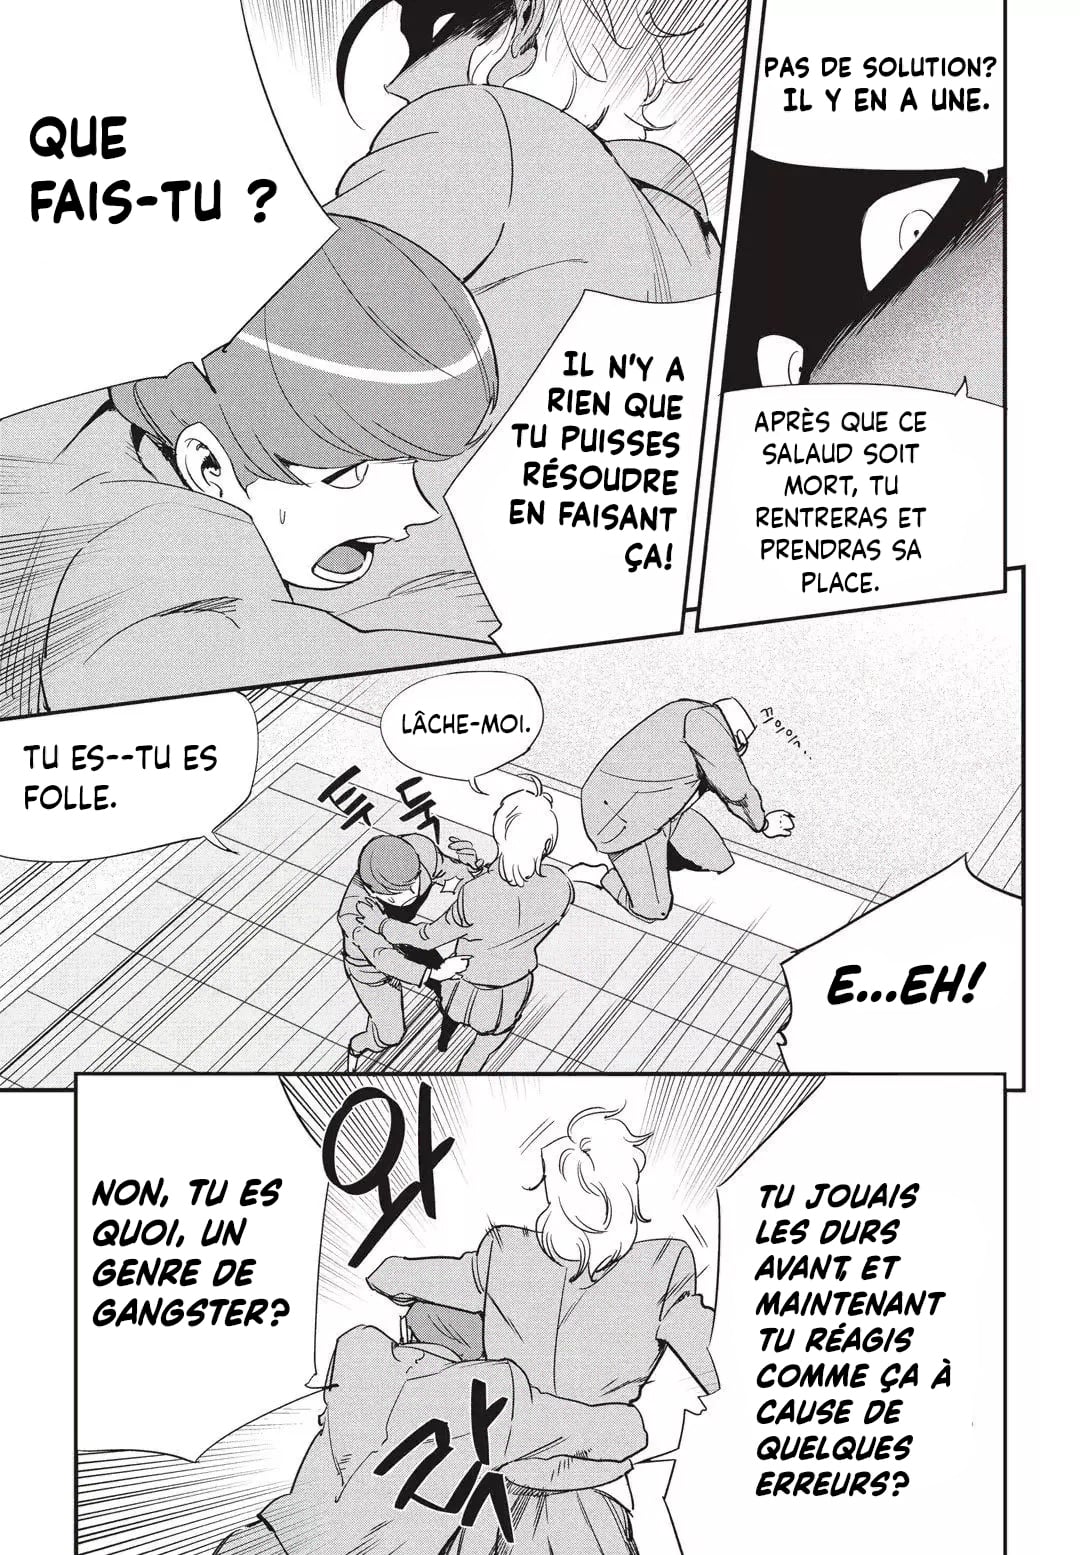 PAS DE SOLUTION?
IL Y EN A UNE.
APRÈS QUE CE
SALAUD SOIT
MORT, TU
RENTRERAS ET
PRENDRAS SA
PLACE.
QUE
FAIS-TU ?
IL N'Y A
RIEN QUE
TU PUISSES
RÉSOUDRE
EN FAISANT
ÇA!
LÂCHE-MOI.
TU ES--TU ES
FOLLE.
E...EH!
TU JOUAIS
LES DURS
AVANT, ET
MAINTENANT
TU RÉAGIS
COMME ÇA À
CAUSE DE
QUELQUES
ERREURS?
NON, TU ES
QUOI, UN
GENRE DE
GANGSTER?
와
락